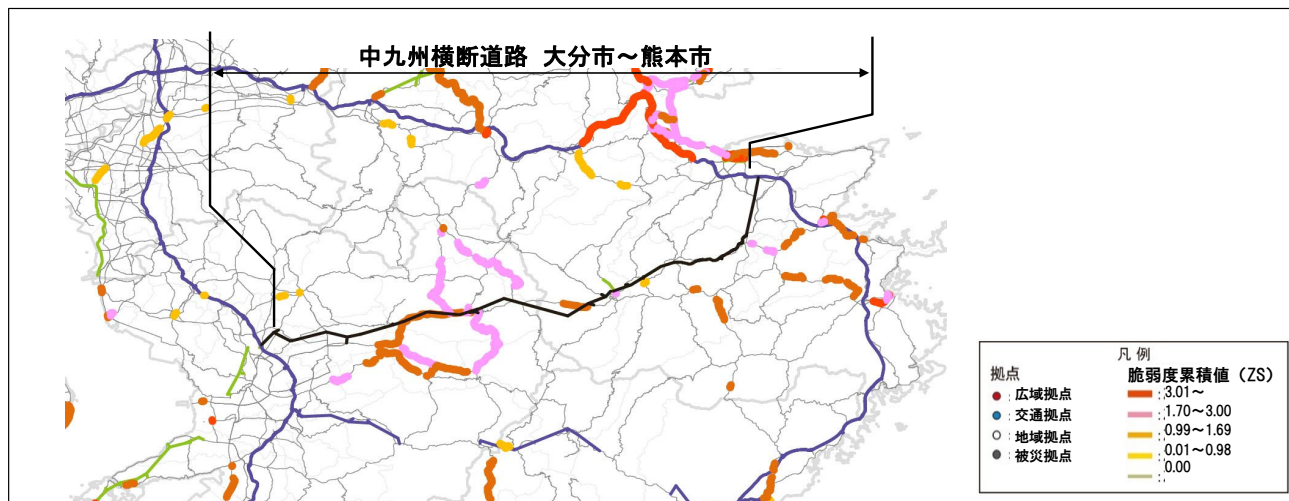 中九州横断道路 大分市～熊本市
凡例
拠点
● : 広域拠点
● : 交通拠点
○ : 地域拠点
● : 被災拠点
脆弱度累積値（ZS）
: 3.01～
: 1.70～3.00
: 0.99～1.69
: 0.01～0.98
: 0.00